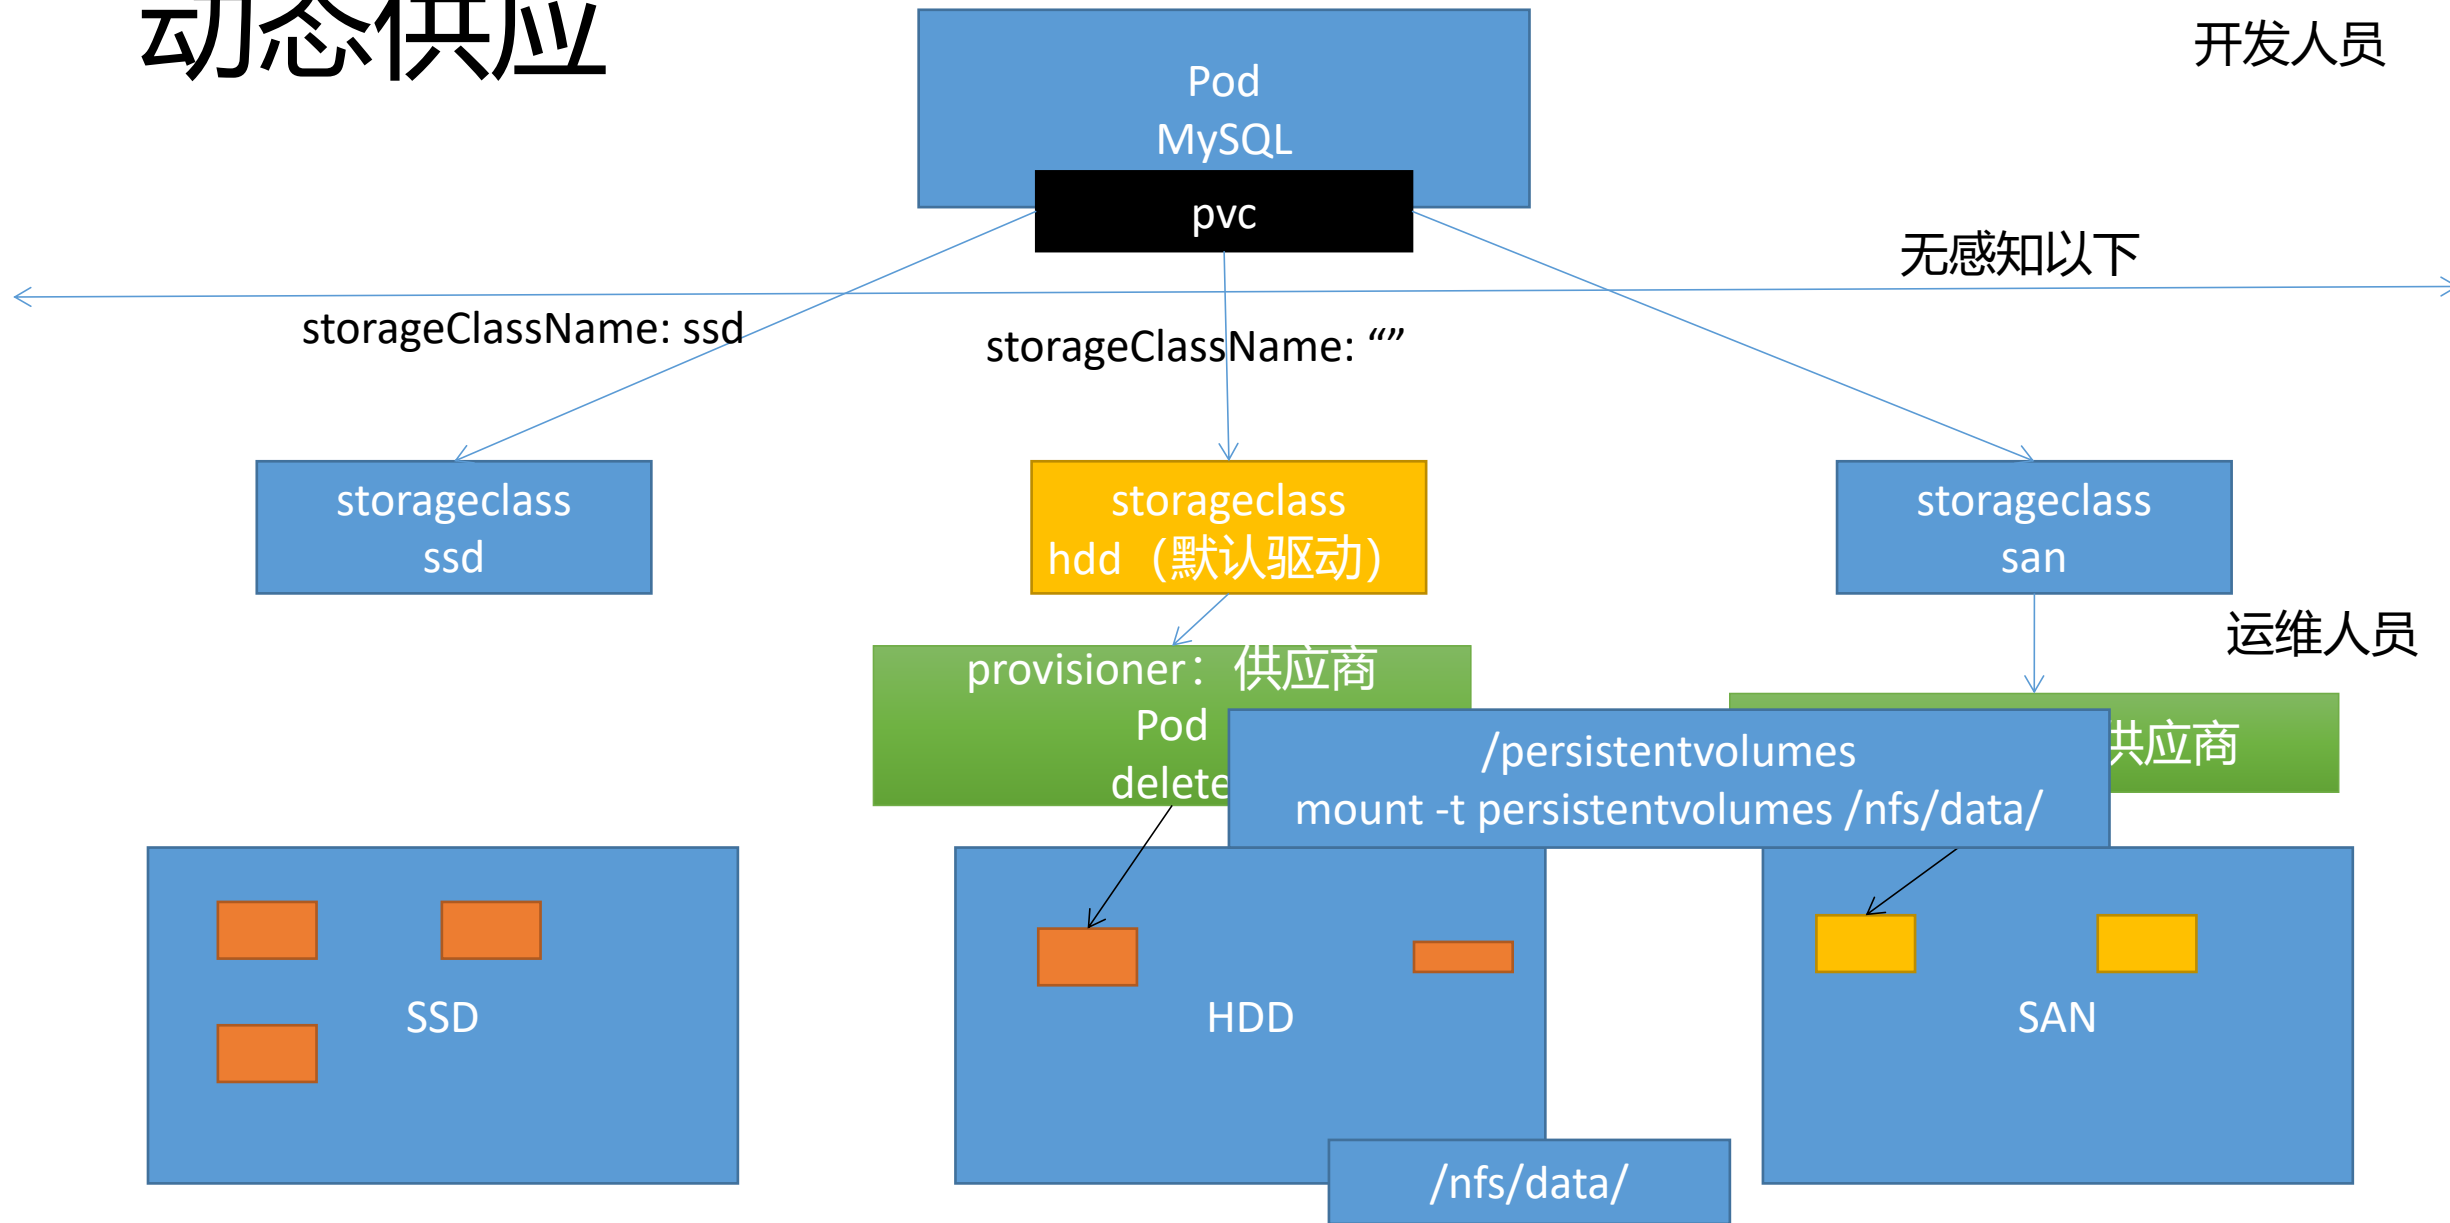 动态供应
开发人员
Pod
MySQL
pvc
无感知以下
storageClassName: ssd
storageClassName: “”
storageclass
ssd
storageclass
hdd（默认驱动）
storageclass
san
运维人员
provisioner：供应商
Pod
delete
供应商
/persistentvolumes
mount -t persistentvolumes /nfs/data/
SSD
HDD
SAN
/nfs/data/